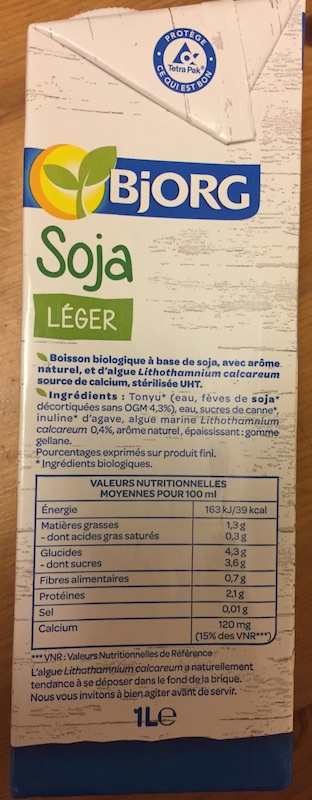 PROTÈGE
Tetra Pak®
CE QUI EST BON
BjORG
Soja
LÉGER
Boisson biologique à base de soja, avec arôme
naturel, et d'algue Lithothamnium calcareum
source de calcium, stérilisée UHT.
Ingrédients : Tonyu* (eau, fèves de soja*
décortiquées sans OGM 4,3%), eau, sucres de canne*,
inuline* d'agave, algue marine Lithothamnium
calcareum 0,4%, arôme naturel, épaississant : gomme
gellane.
Pourcentages exprimés sur produit fini.
* Ingrédients biologiques.
VALEURS NUTRITIONNELLES
MOYENNES POUR 100 ml
Énergie 163 kJ/39 kcal
Matières grasses 1,3 g
- dont acides gras saturés 0,3 g
Glucides 4,3 g
- dont sucres 3,6 g
Fibres alimentaires 0,7 g
Protéines 2,1 g
Sel 0,01 g
Calcium 120 mg
(15% des VNR***)
*** VNR : Valeurs Nutritionnelles de Référence
L'algue Lithothamnium calcareum a naturellement
tendance à se déposer dans le fond de la brique.
Nous vous invitons à bien agiter avant de servir.
1L℮